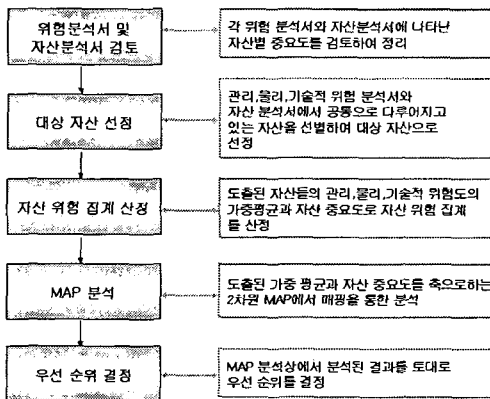 위험분석서 및
자산분석서 검토
각 위험 분석서와 자산분석서에 나타난
자산별 중요도를 검토하여 정리
대상 자산 선정
관리,물리,기술적 위험 분석서와
자산 분석서에서 공통으로 다루어지고
있는 자산을 선별하여 대상 자산으로
선정
자산 위험 집계 산정
도출된 자산들의 관리,물리,기술적 위험도의
가중평균과 자산 중요도로 자산 위험 집계
를 산정
MAP 분석
도출된 가중 평균과 자산 중요도를 축으로하는
2차원 MAP에서 매핑을 통한 분석
우선 순위 결정
MAP 분석상에서 분석된 결과를 토대로
우선 순위를 결정